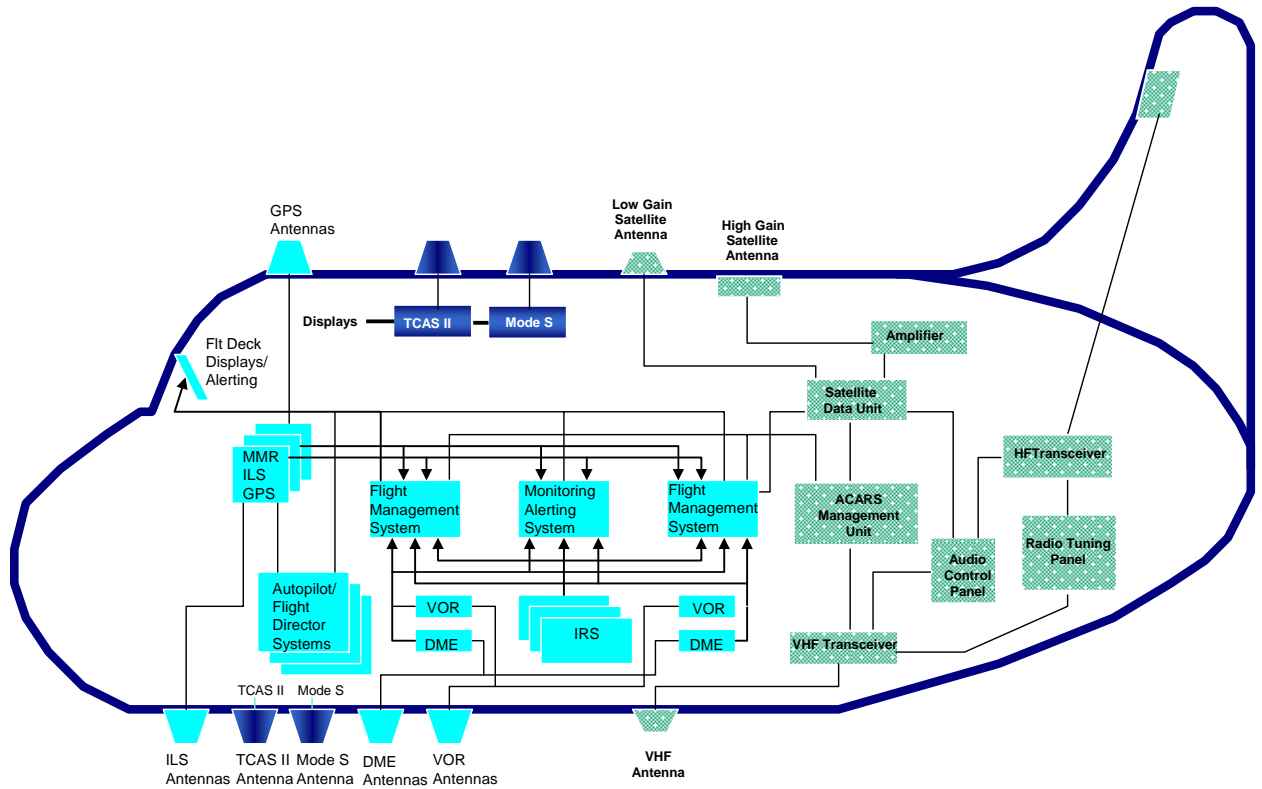 GPS
Antennas
Low Gain
Satellite
Antenna
High Gain
Satellite
Antenna
Displays
TCAS II
Mode S
Amplifier
Flt Deck
Displays/
Alerting
Satellite
Data Unit
MMR
ILS
GPS
HFTransceiver
Flight
Management
System
Monitoring
Alerting
System
Flight
Management
System
ACARS
Management
Unit
Audio
Control
Panel
Radio Tuning
Panel
Autopilot/
Flight
Director
Systems
VOR
DME
IRS
VOR
DME
VHF Transceiver
TCAS II
Mode S
ILS
Antennas
TCAS II
Antenna
Mode S
Antenna
DME
Antennas
VOR
Antennas
VHF
Antenna